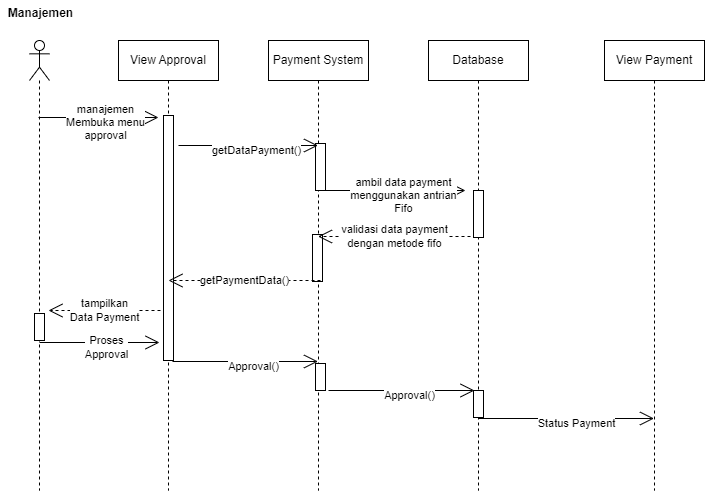 Manajemen
View Approval
Payment System
Database
View Payment
manajemen
Membuka menu
approval
getDataPayment()
ambil data payment
menggunakan antrian
Fifo
validasi data payment
dengan metode fifo
getPaymentData()
tampilkan
Data Payment
Proses
Approval
Approval()
Approval()
Status Payment